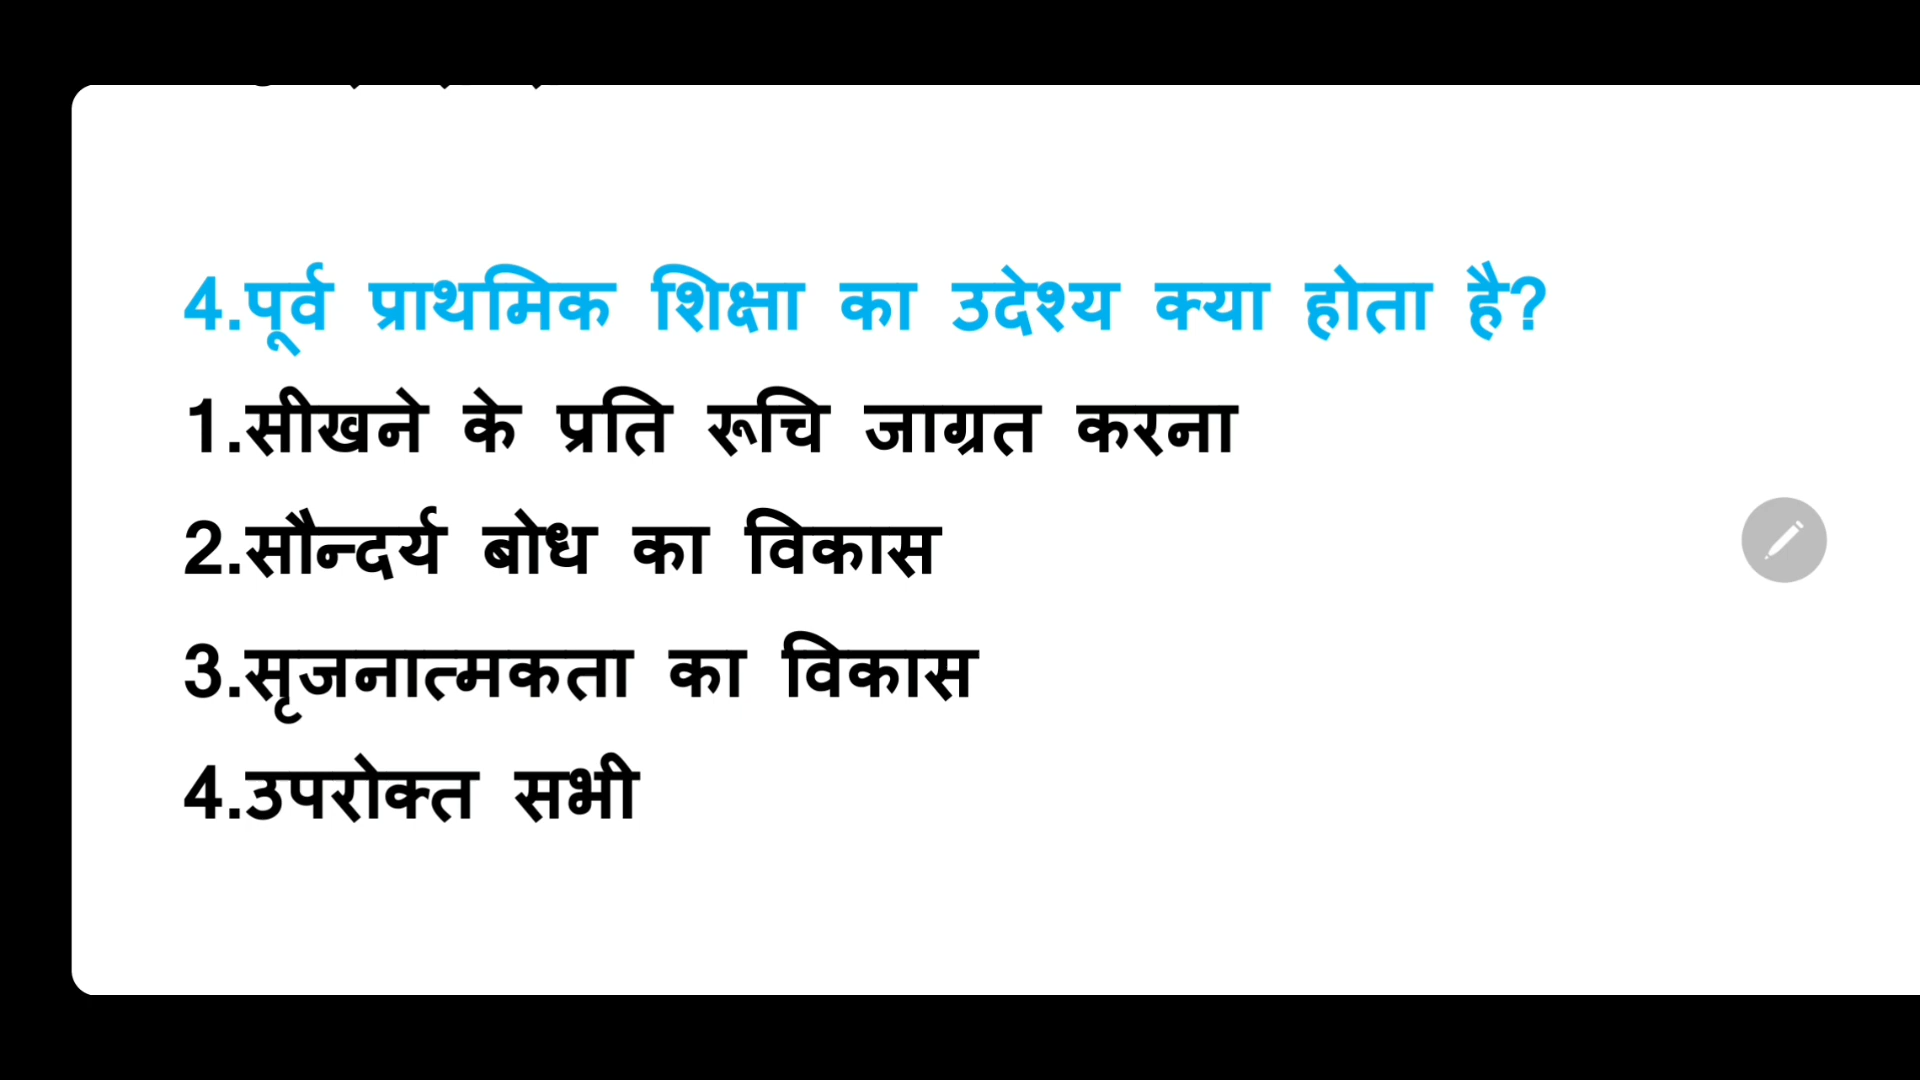 4.पूर्व प्राथमिक शिक्षा का उदेश्य क्या होता है?
1.सीखने के प्रति रूचि जाग्रत करना
2.सौन्दर्य बोध का विकास
3.सृजनात्मकता का विकास
4.उपरोक्त सभी